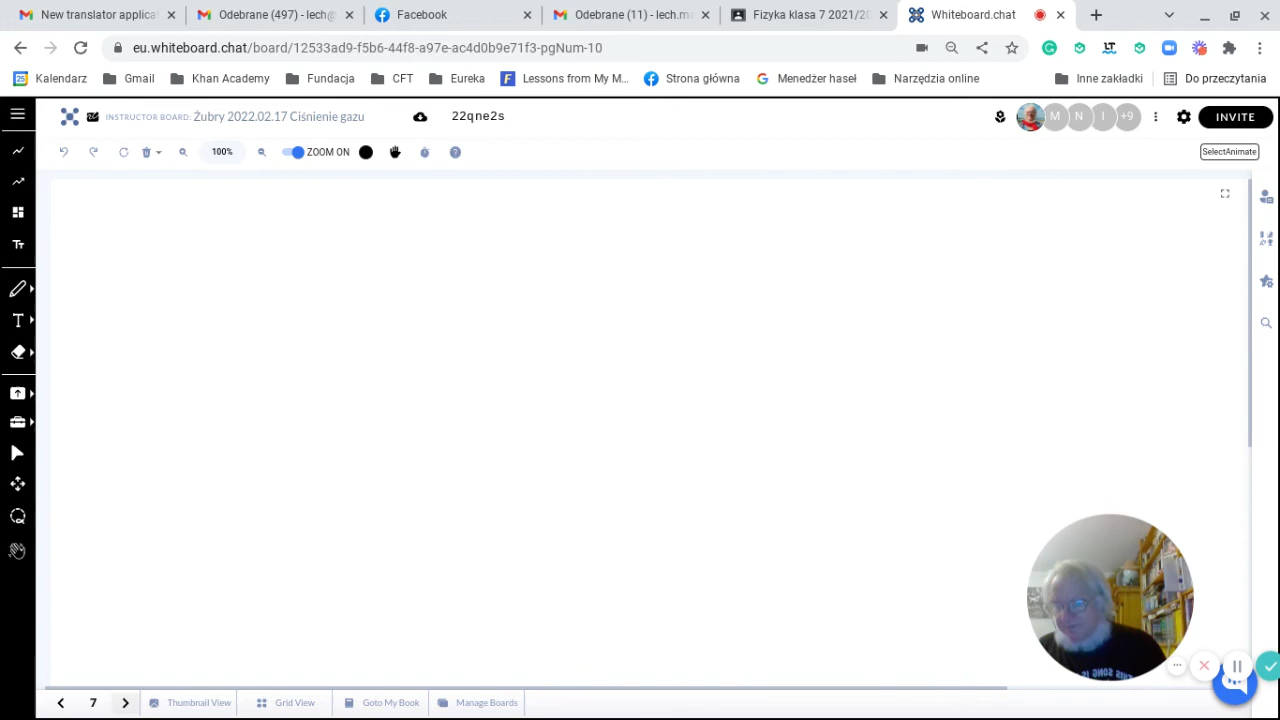 New translator applica
Odebrane (497) - lech@
Facebook
Odebrane (11) - lech.m
Fizyka klasa 7 2021/20
Whiteboard.chat
eu.whiteboard.chat/board/12533ad9-f5b6-44f8-a97e-ac4d0b9e71f3-pgNum-10
Kalendarz
Gmail
Khan Academy
Fundacja
CFT
Eureka
Lessons from My M...
Strona główna
Menedżer haseł
Narzędzia online
Inne zakładki
Do przeczytania
INSTRUCTOR BOARD: Żubry 2022.02.17 Ciśnienie gazu
22qne2s
M
N
I
+9
INVITE
100%
ZOOM ON
SelectAnimate
7
Thumbnail View
Grid View
Goto My Book
Manage Boards